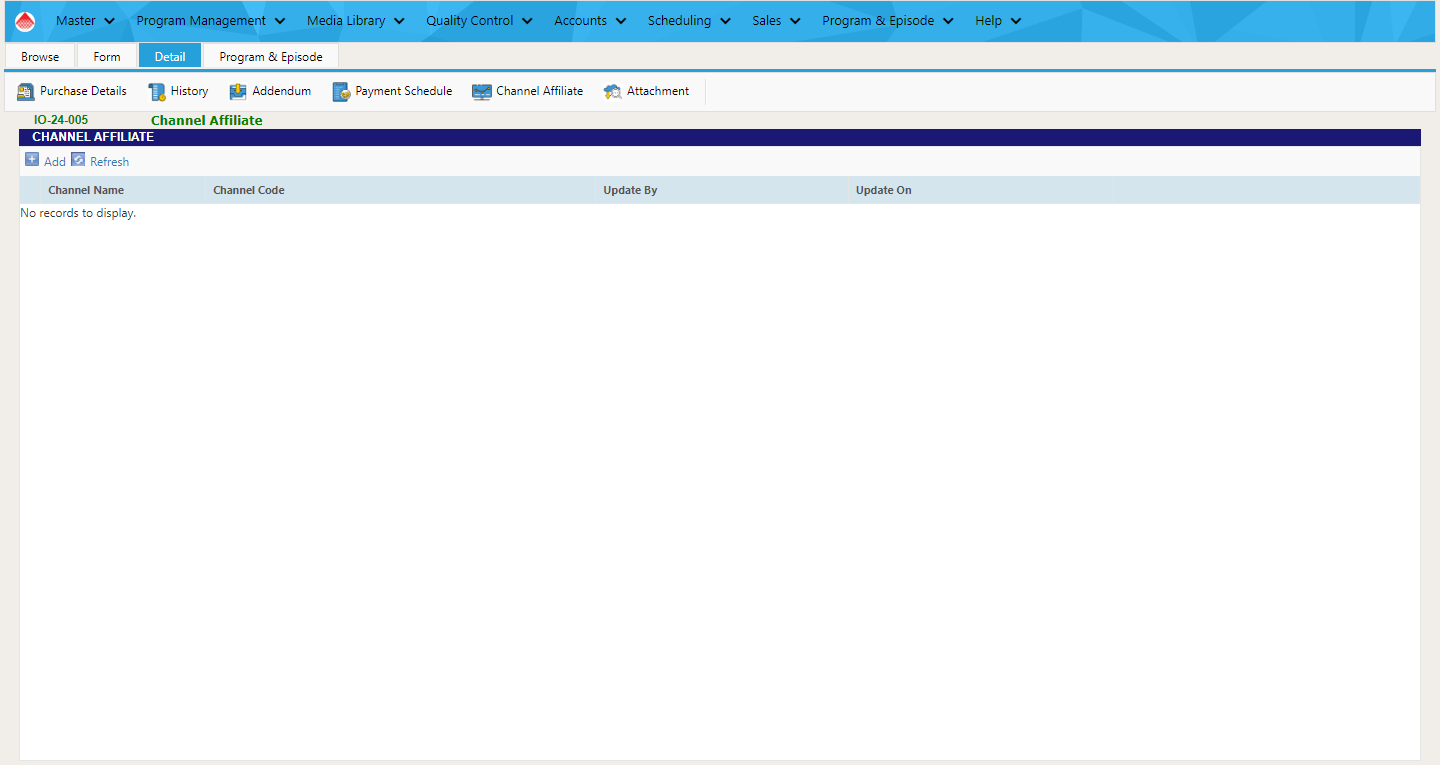 Master Program Management Media Library Quality Control Accounts Scheduling Sales Program & Episode Help
Browse Form Detail Program & Episode
Purchase Details History Addendum Payment Schedule Channel Affiliate Attachment
IO-24-005 Channel Affiliate
CHANNEL AFFILIATE
Add Refresh
Channel Name Channel Code Update By Update On
No records to display.